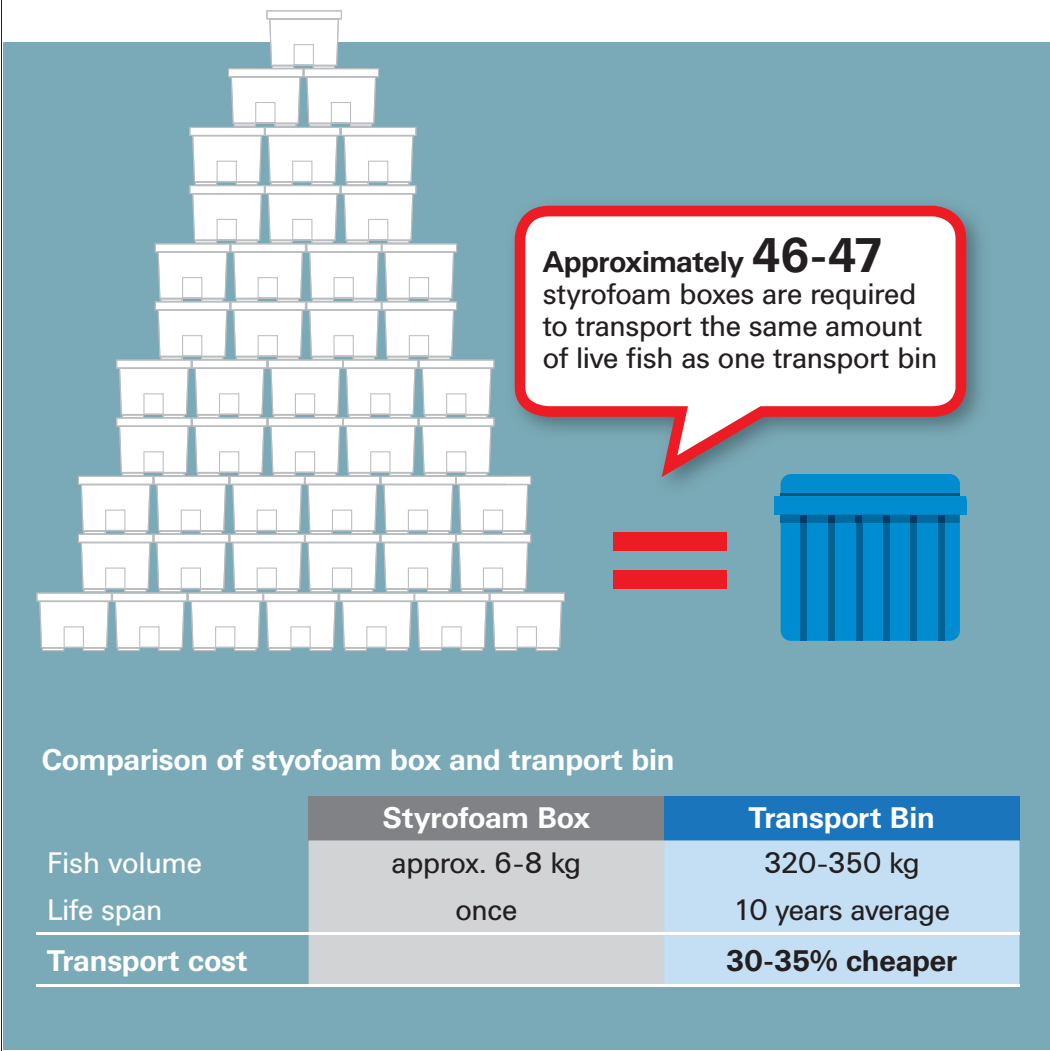 Approximately 46-47
styrofoam boxes are required
to transport the same amount
of live fish as one transport bin
Comparison of styofoam box and tranport bin
Styrofoam Box Transport Bin
Fish volume approx. 6-8 kg 320-350 kg
Life span once 10 years average
Transport cost 30-35% cheaper